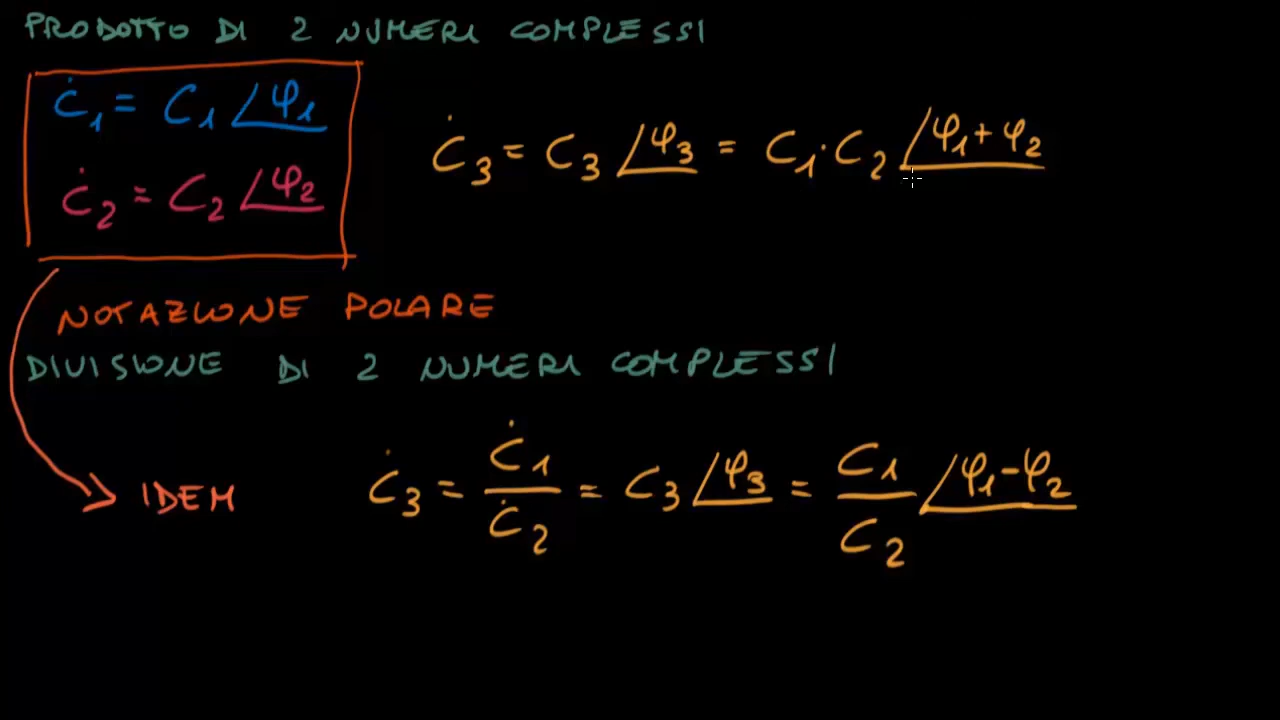 PRODOTTO DI 2 NUMERI COMPLESSI
Ċ₁ = C₁ ∠φ₁
Ċ₂ = C₂ ∠φ₂
Ċ₃ = C₃ ∠φ₃ = C₁·C₂ ∠φ₁+φ₂
NOTAZIONE POLARE
DIVISIONE DI 2 NUMERI COMPLESSI
IDEM
Ċ₃ = Ċ₁/Ċ₂ = C₃ ∠φ₃ = C₁/C₂ ∠φ₁-φ₂